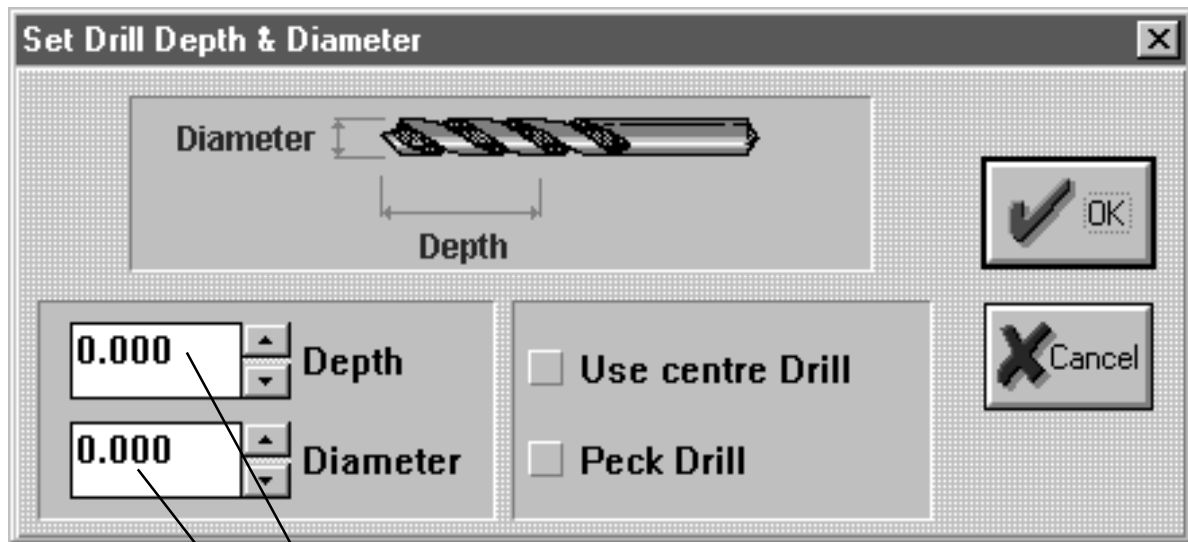 Set Drill Depth & Diameter
Diameter
Depth
OK
0.000 Depth
Use centre Drill
Cancel
0.000 Diameter
Peck Drill